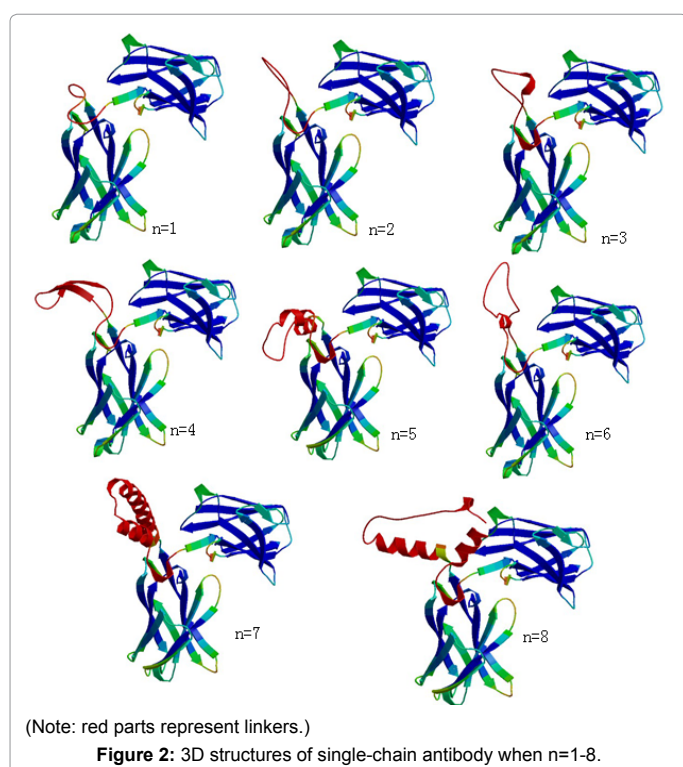 n=1
n=2
n=3
n=4
n=5
n=6
n=7
n=8
(Note: red parts represent linkers.)
Figure 2: 3D structures of single-chain antibody when n=1-8.